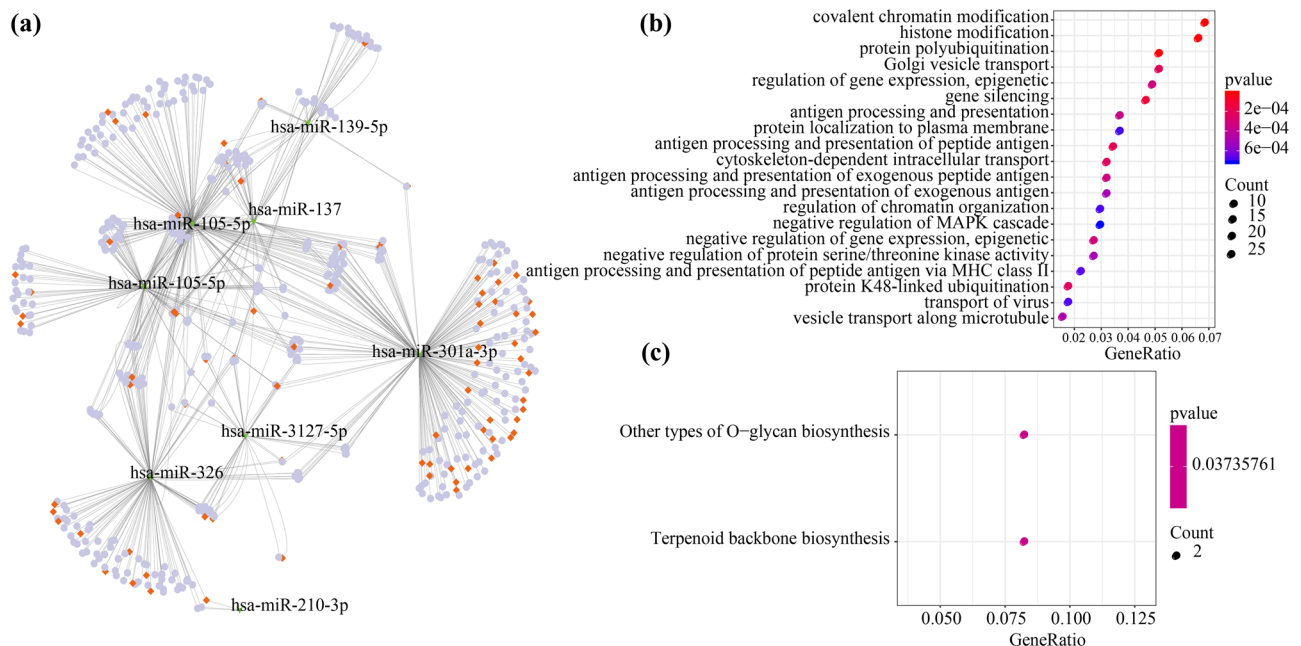 (a)
hsa-miR-139-5p
hsa-miR-137
hsa-miR-105-5p
hsa-miR-105-5p
hsa-miR-301a-3p
hsa-miR-3127-5p
hsa-miR-326
hsa-miR-210-3p
(b)
covalent chromatin modification
histone modification
protein polyubiquitination
Golgi vesicle transport
regulation of gene expression, epigenetic
gene silencing
antigen processing and presentation
protein localization to plasma membrane
antigen processing and presentation of peptide antigen
cytoskeleton-dependent intracellular transport
antigen processing and presentation of exogenous peptide antigen
antigen processing and presentation of exogenous antigen
regulation of chromatin organization
negative regulation of MAPK cascade
negative regulation of gene expression, epigenetic
negative regulation of protein serine/threonine kinase activity
antigen processing and presentation of peptide antigen via MHC class II
protein K48-linked ubiquitination
transport of virus
vesicle transport along microtubule
0.02 0.03 0.04 0.05 0.06 0.07
GeneRatio
pvalue
2e−04
4e−04
6e−04
Count
10
15
20
25
(c)
Other types of O−glycan biosynthesis
Terpenoid backbone biosynthesis
0.050 0.075 0.100 0.125
GeneRatio
pvalue
0.03735761
Count
2